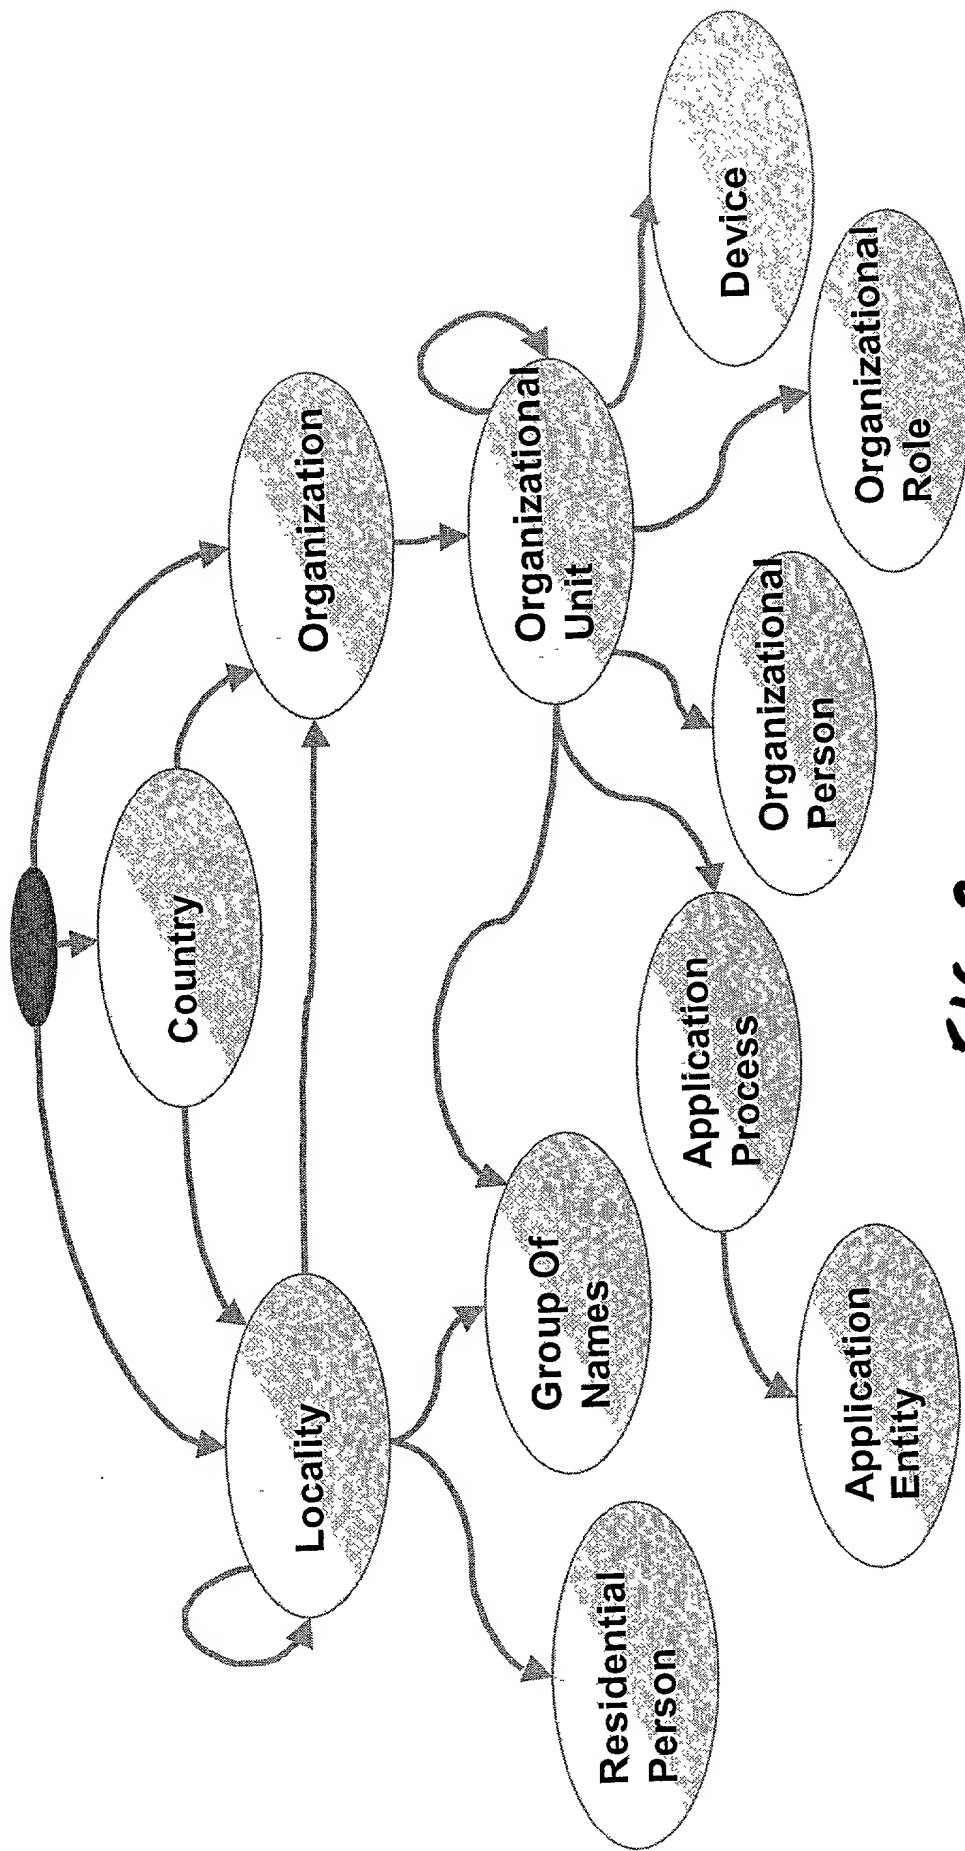 Country
Locality
Organization
Group Of
Names
Organizational
Unit
Residential
Person
Application
Process
Device
Organizational
Person
Application
Entity
Organizational
Role